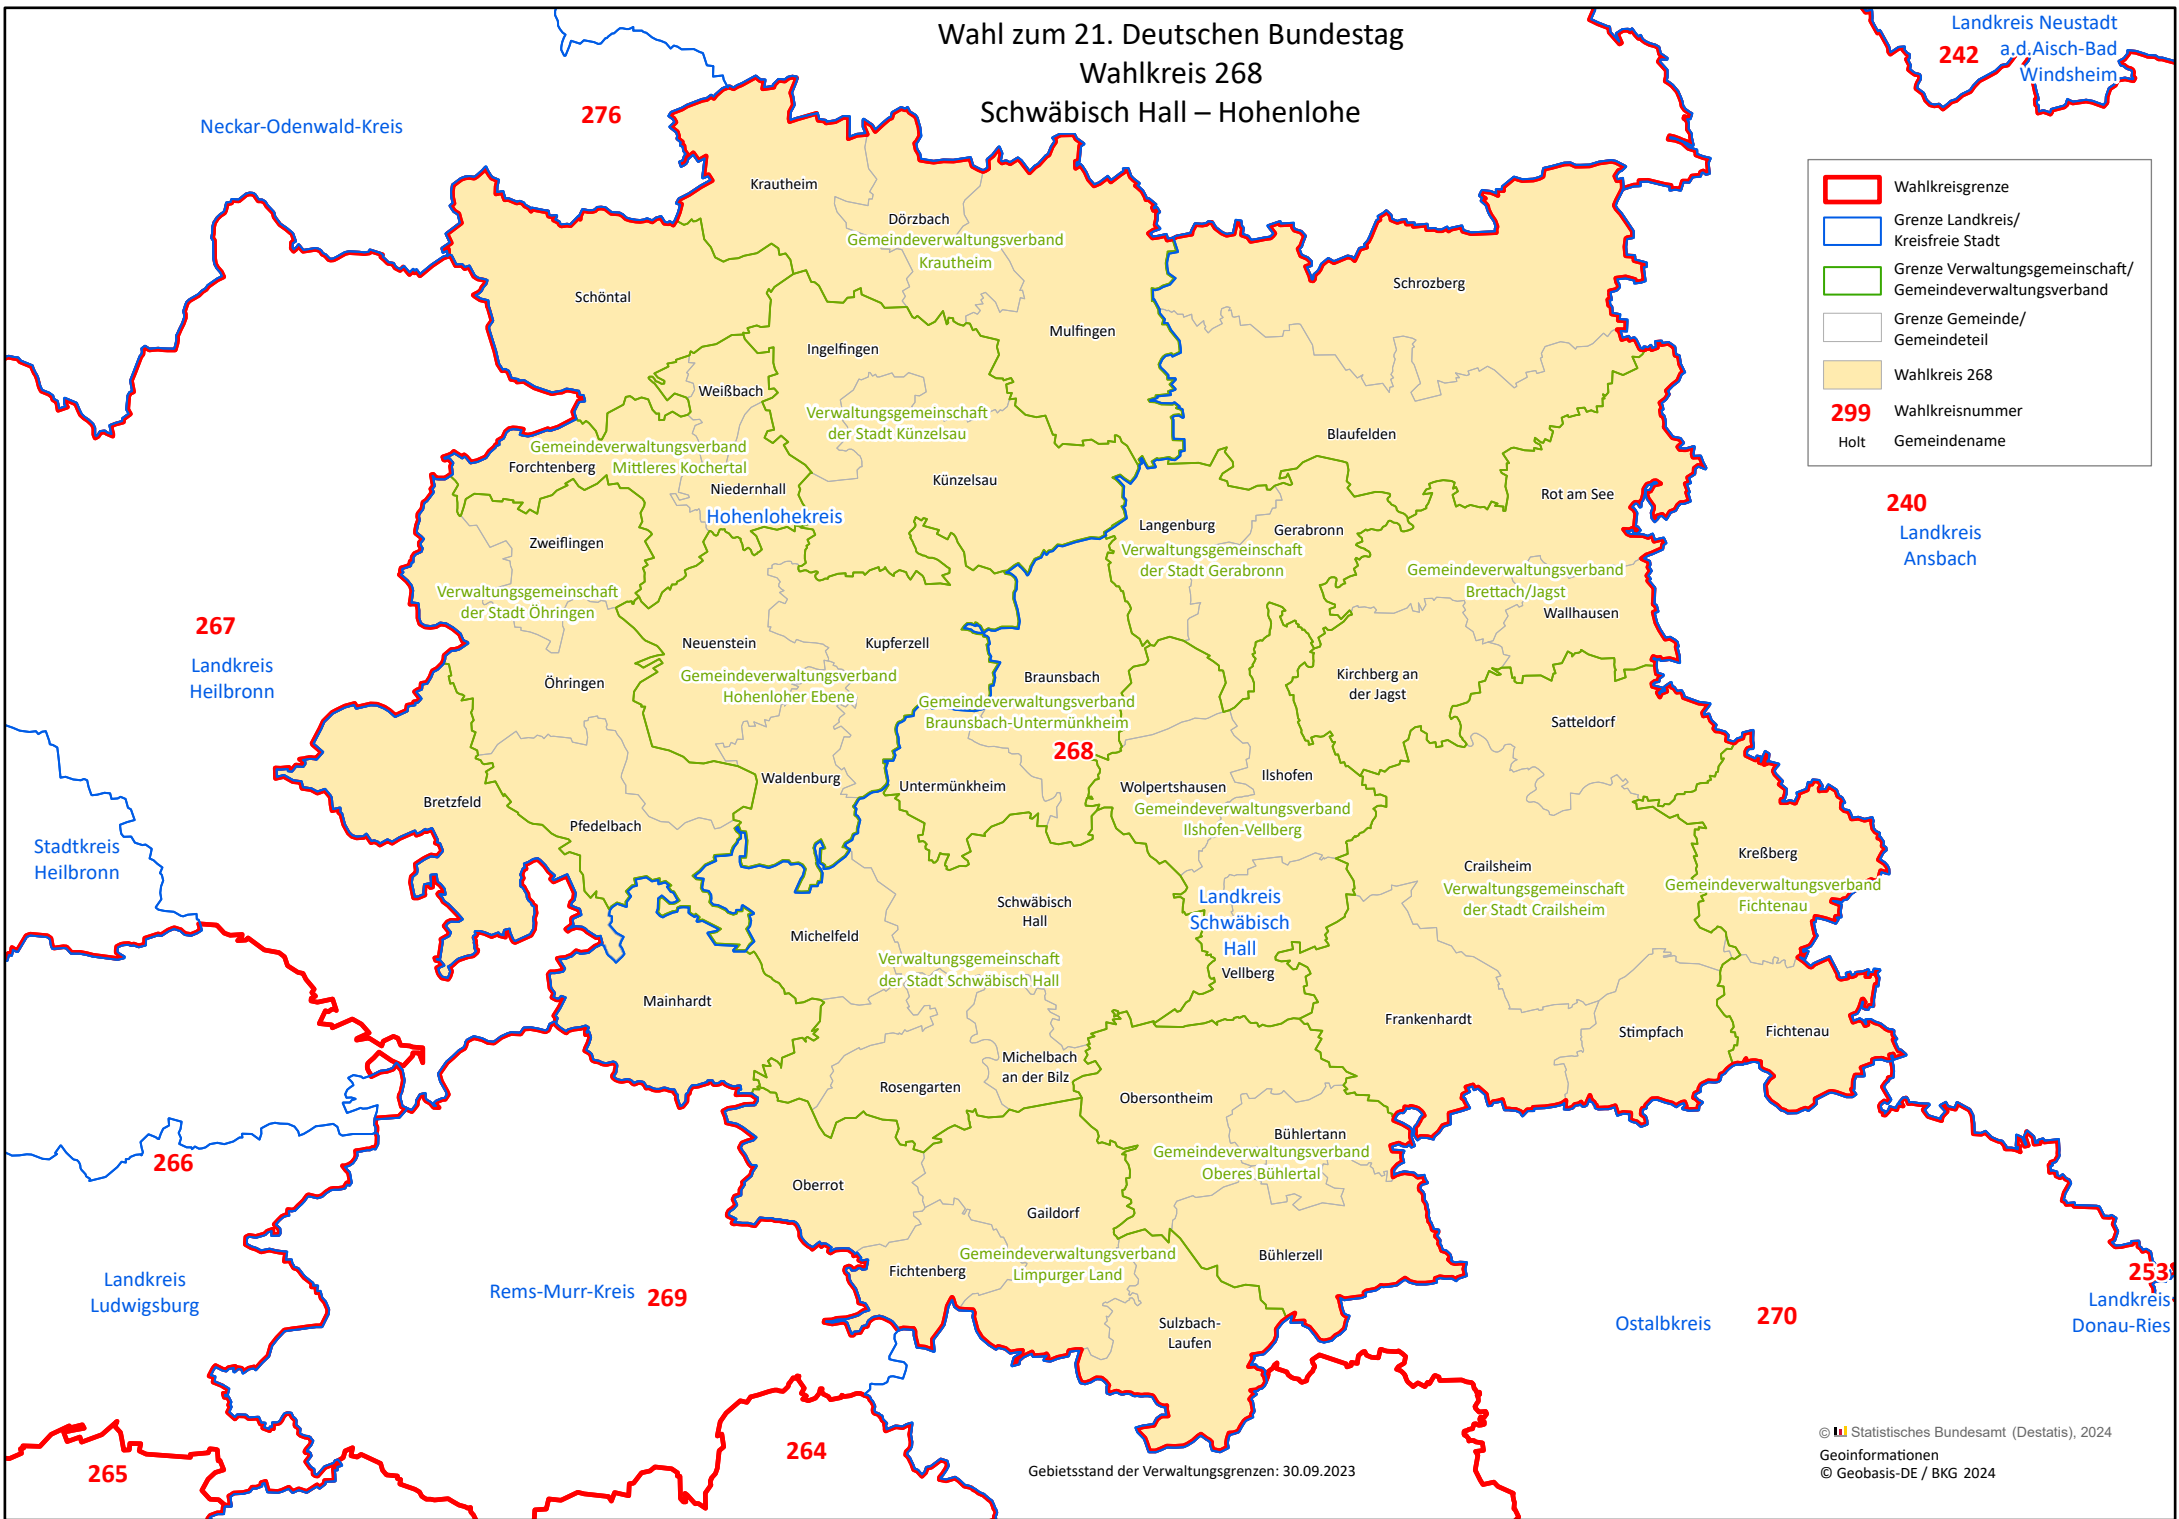 Wahl zum 21. Deutschen Bundestag
Wahlkreis 268
Schwäbisch Hall – Hohenlohe
Landkreis Neustadt
a.d.Aisch-Bad
Windsheim
242
276
Neckar-Odenwald-Kreis
Wahlkreisgrenze
Grenze Landkreis/
Kreisfreie Stadt
Grenze Verwaltungsgemeinschaft/
Gemeindeverwaltungsverband
Grenze Gemeinde/
Gemeindeteil
Wahlkreis 268
299 Wahlkreisnummer
Holt Gemeindename
Krautheim
Dörzbach
Gemeindeverwaltungsverband
Krautheim
Schöntal
Schrozberg
Mulfingen
Ingelfingen
Weißbach
Verwaltungsgemeinschaft
der Stadt Künzelsau
Blaufelden
Gemeindeverwaltungsverband
Mittleres Kochertal
Forchtenberg
Niedernhall
Künzelsau
Hohenlohekreis
Rot am See
240
Landkreis
Ansbach
Langenburg
Gerabronn
Verwaltungsgemeinschaft
der Stadt Gerabronn
Zweiflingen
Verwaltungsgemeinschaft
der Stadt Öhringen
Gemeindeverwaltungsverband
Brettach/Jagst
Wallhausen
267
Landkreis
Heilbronn
Neuenstein
Kupferzell
Öhringen
Gemeindeverwaltungsverband
Hohenloher Ebene
Braunsbach
Gemeindeverwaltungsverband
Braunsbach-Untermünkheim
268
Kirchberg an
der Jagst
Satteldorf
Waldenburg
Untermünkheim
Wolpertshausen
Ilshofen
Gemeindeverwaltungsverband
Ilshofen-Vellberg
Bretzfeld
Pfedelbach
Stadtkreis
Heilbronn
Crailsheim
Verwaltungsgemeinschaft
der Stadt Crailsheim
Kreßberg
Gemeindeverwaltungsverband
Fichtenau
Schwäbisch
Hall
Landkreis
Schwäbisch
Hall
Vellberg
Michelfeld
Verwaltungsgemeinschaft
der Stadt Schwäbisch Hall
Mainhardt
Frankenhardt
Stimpfach
Fichtenau
Michelbach
an der Bilz
Rosengarten
Obersontheim
Bühlertann
Gemeindeverwaltungsverband
Oberes Bühlertal
266
Oberrot
Gaildorf
Gemeindeverwaltungsverband
Limpurger Land
Fichtenberg
Bühlerzell
Sulzbach-
Laufen
Landkreis
Ludwigsburg
Rems-Murr-Kreis 269
Ostalbkreis 270
253
Landkreis
Donau-Ries
265
264
Gebietsstand der Verwaltungsgrenzen: 30.09.2023
© Statistisches Bundesamt (Destatis), 2024
Geoinformationen
© Geobasis-DE / BKG 2024